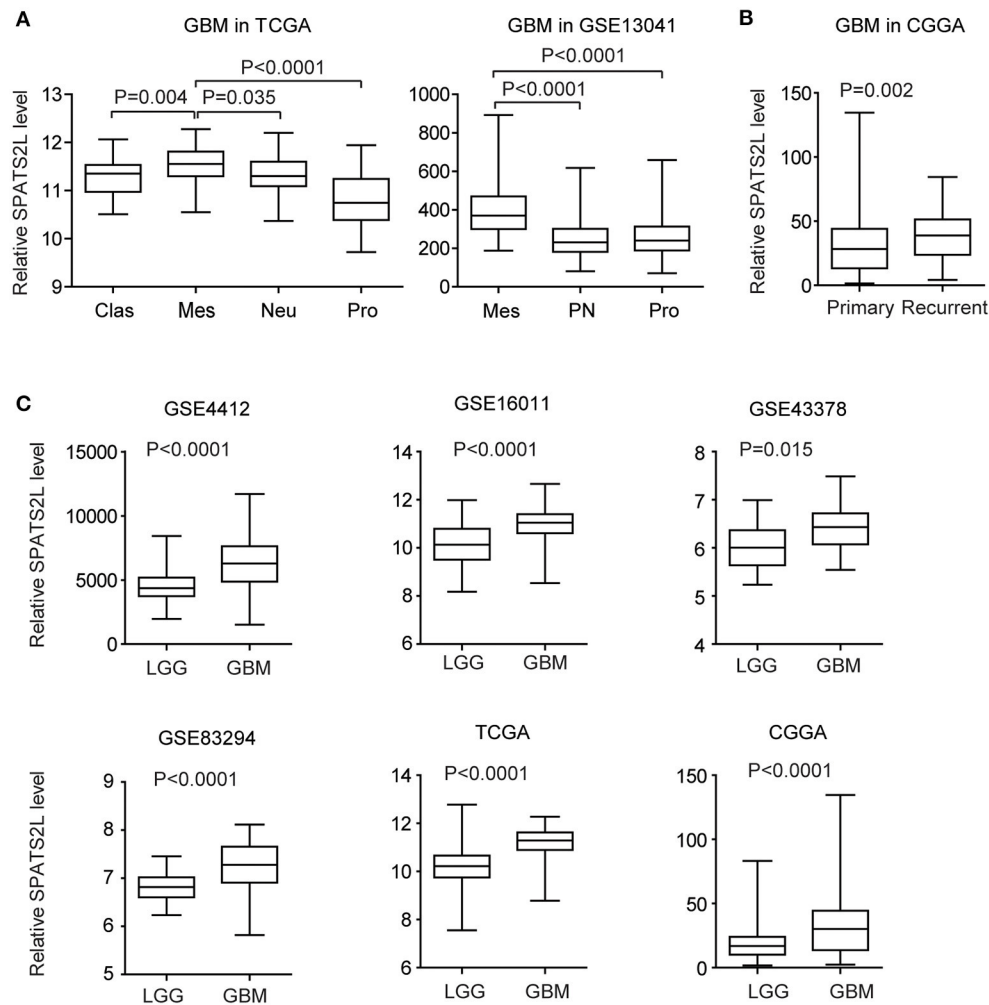 A
GBM in TCGA
GBM in GSE13041
B
GBM in CGGA
Relative SPATS2L level
13
12
11
10
9
P<0.0001
P=0.004
P=0.035
Clas
Mes
Neu
Pro
1000
800
600
400
200
0
P<0.0001
P<0.0001
Mes
PN
Pro
Relative SPATS2L level
150
100
50
0
P=0.002
Primary
Recurrent
C
GSE4412
Relative SPATS2L level
15000
10000
5000
0
P<0.0001
LGG
GBM
GSE16011
14
12
10
8
6
P<0.0001
LGG
GBM
GSE43378
8
7
6
5
4
P=0.015
LGG
GBM
GSE83294
Relative SPATS2L level
9
8
7
6
5
P<0.0001
LGG
GBM
TCGA
14
12
10
8
6
P<0.0001
LGG
GBM
CGGA
150
100
50
0
P<0.0001
LGG
GBM